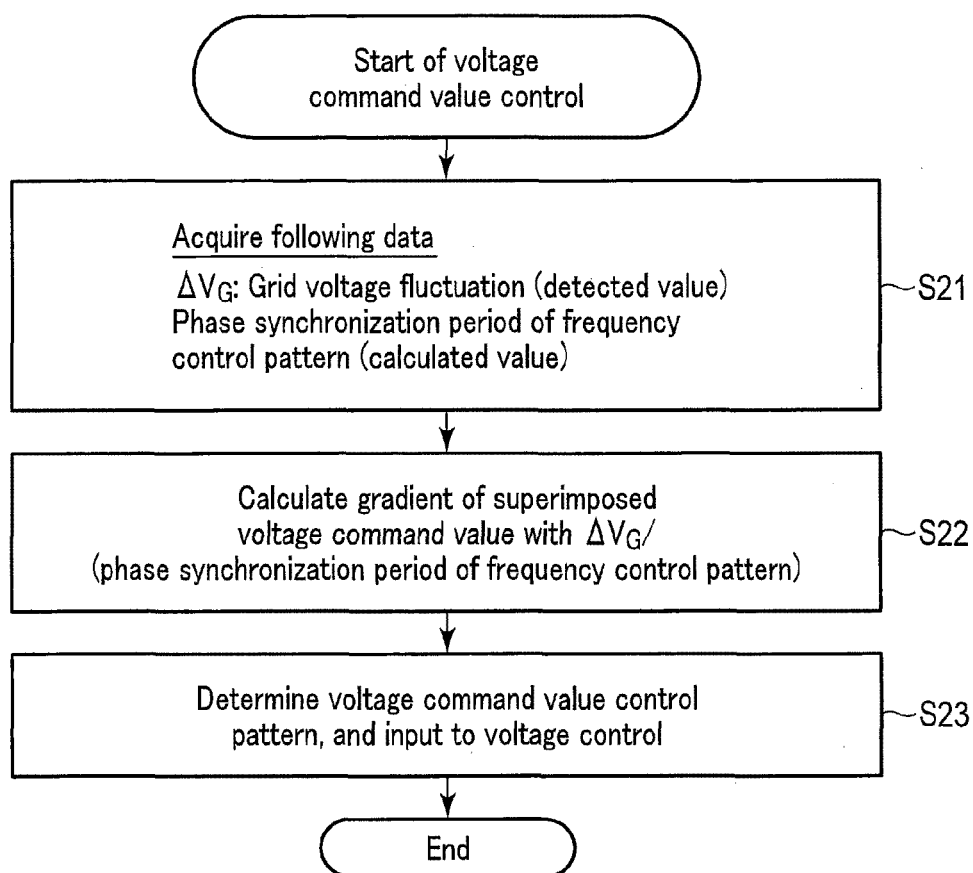 Start of voltage
command value control
Acquire following data
ΔVG: Grid voltage fluctuation (detected value)
Phase synchronization period of frequency
control pattern (calculated value)
S21
Calculate gradient of superimposed
voltage command value with ΔVG/
(phase synchronization period of frequency control pattern)
S22
Determine voltage command value control
pattern, and input to voltage control
S23
End